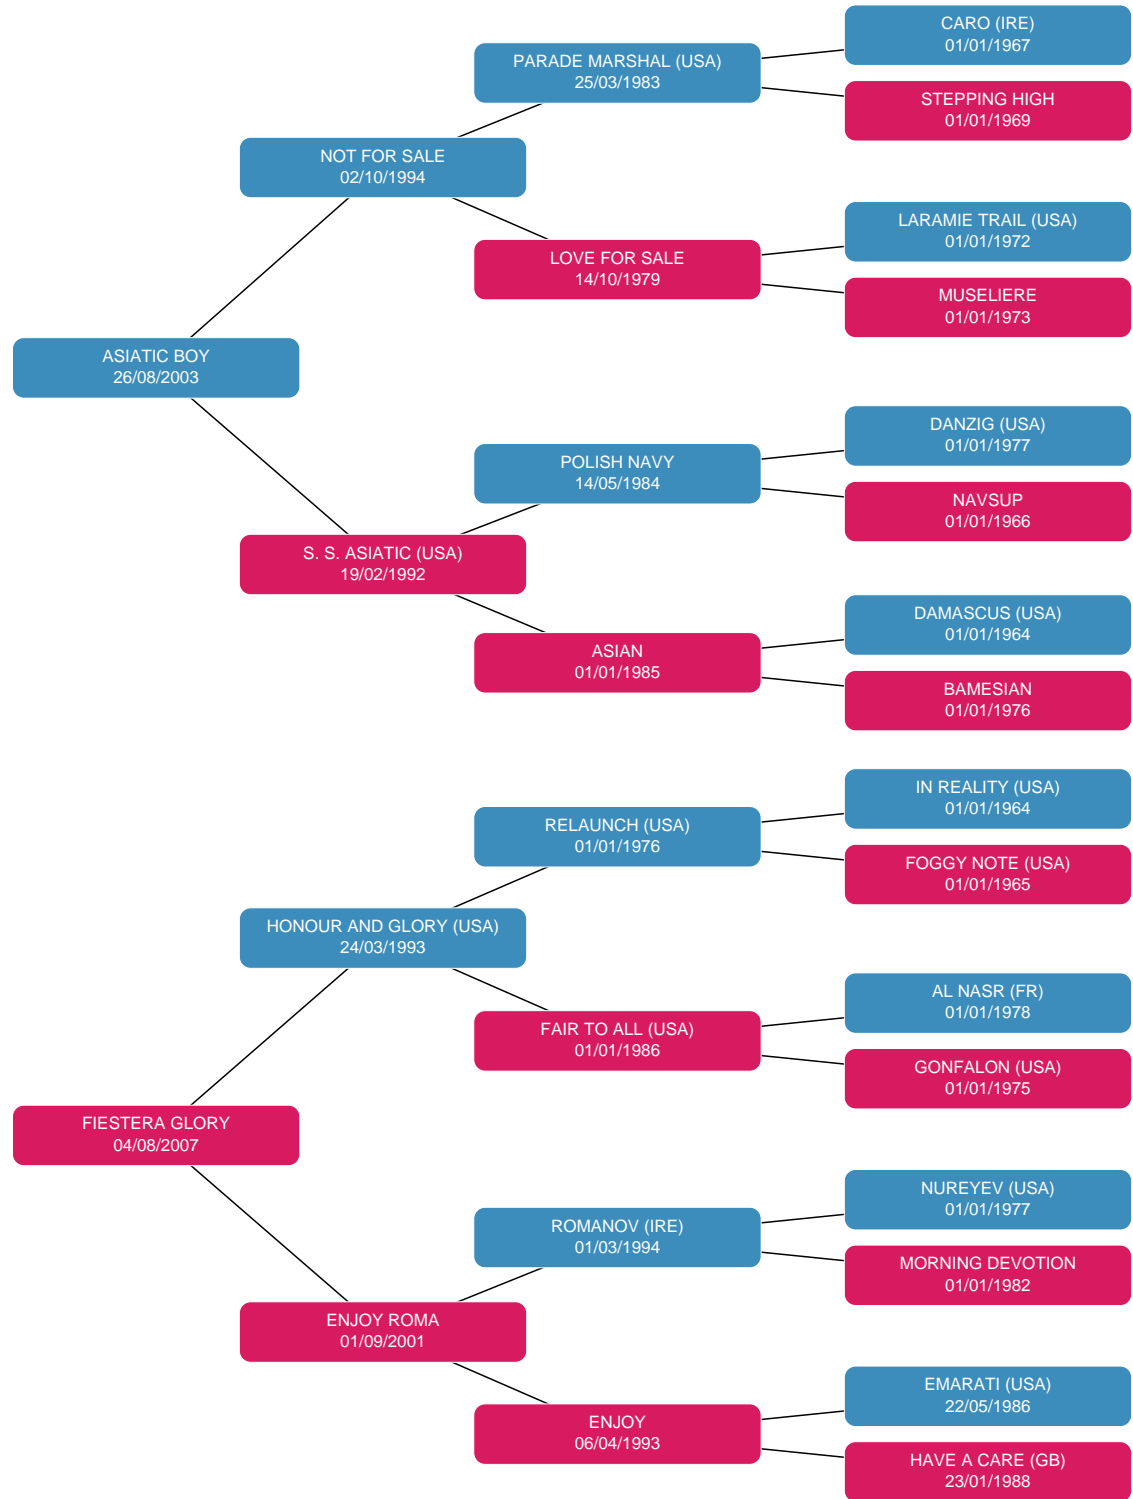 CARO (IRE)
01/01/1967
PARADE MARSHAL (USA)
25/03/1983
STEPPING HIGH
01/01/1969
NOT FOR SALE
02/10/1994
LARAMIE TRAIL (USA)
01/01/1972
LOVE FOR SALE
14/10/1979
MUSELIERE
01/01/1973
ASIATIC BOY
26/08/2003
DANZIG (USA)
01/01/1977
POLISH NAVY
14/05/1984
NAVSUP
01/01/1966
S. S. ASIATIC (USA)
19/02/1992
DAMASCUS (USA)
01/01/1964
ASIAN
01/01/1985
BAMESIAN
01/01/1976
IN REALITY (USA)
01/01/1964
RELAUNCH (USA)
01/01/1976
FOGGY NOTE (USA)
01/01/1965
HONOUR AND GLORY (USA)
24/03/1993
AL NASR (FR)
01/01/1978
FAIR TO ALL (USA)
01/01/1986
GONFALON (USA)
01/01/1975
FIESTERA GLORY
04/08/2007
NUREYEV (USA)
01/01/1977
ROMANOV (IRE)
01/03/1994
MORNING DEVOTION
01/01/1982
ENJOY ROMA
01/09/2001
EMARATI (USA)
22/05/1986
ENJOY
06/04/1993
HAVE A CARE (GB)
23/01/1988